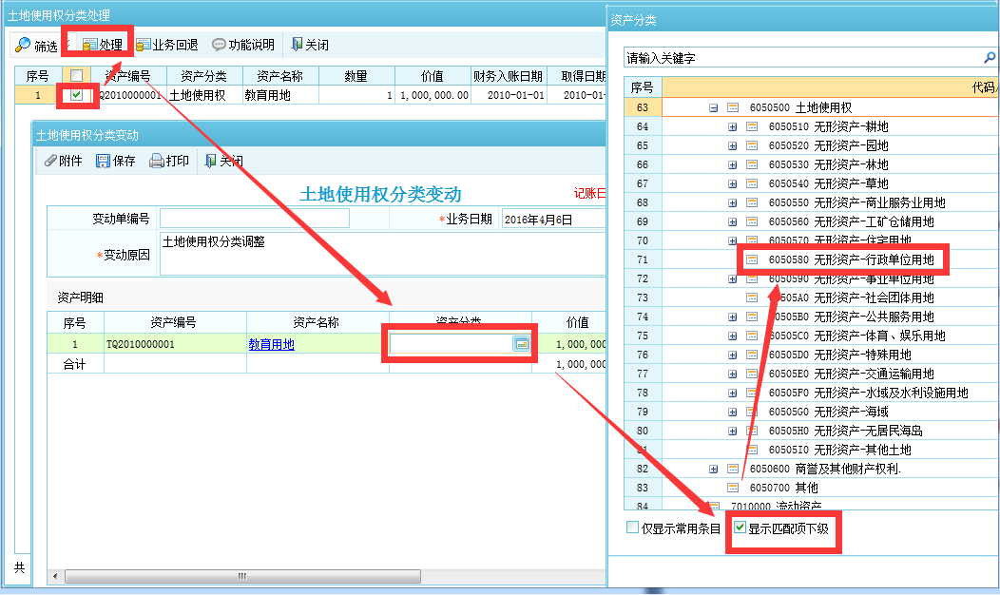 土地使用权分类处理
筛选 处理 业务回退 功能说明 关闭
序号 资产编号 资产分类 资产名称 数量 价值 财务入账日期 取得日期
1 Q2010000001 土地使用权 教育用地 1 1,000,000.00 2010-01-01 2010-01-
土地使用权分类变动
附件 保存 打印 关闭
土地使用权分类变动
记账日
变动单编号
*业务日期 2016年4月6日
*变动原因 土地使用权分类调整
资产明细
序号 资产编号 资产名称 资产分类 价值
1 TQ2010000001 教育用地 1,000,000
合计 1,000,000
共
资产分类
请输入关键字
序号 代码/
63 6050500 土地使用权
64 6050510 无形资产-耕地
65 6050520 无形资产-园地
66 6050530 无形资产-林地
67 6050540 无形资产-草地
68 6050550 无形资产-商业服务业用地
69 6050560 无形资产-工矿仓储用地
70 6050570 无形资产-住宅用地
71 6050580 无形资产-行政单位用地
72 6050590 无形资产-事业单位用地
73 60505A0 无形资产-社会团体用地
74 60505B0 无形资产-公共服务用地
75 60505C0 无形资产-体育、娱乐用地
76 60505D0 无形资产-特殊用地
77 60505E0 无形资产-交通运输用地
78 60505F0 无形资产-水域及水利设施用地
79 60505G0 无形资产-海域
80 60505H0 无形资产-无居民海岛
81 60505I0 无形资产-其他土地
82 6050600 商誉及其他财产权利.
83 6050700 其他
84 7010000 流动资产
仅显示常用条目 显示匹配项下级